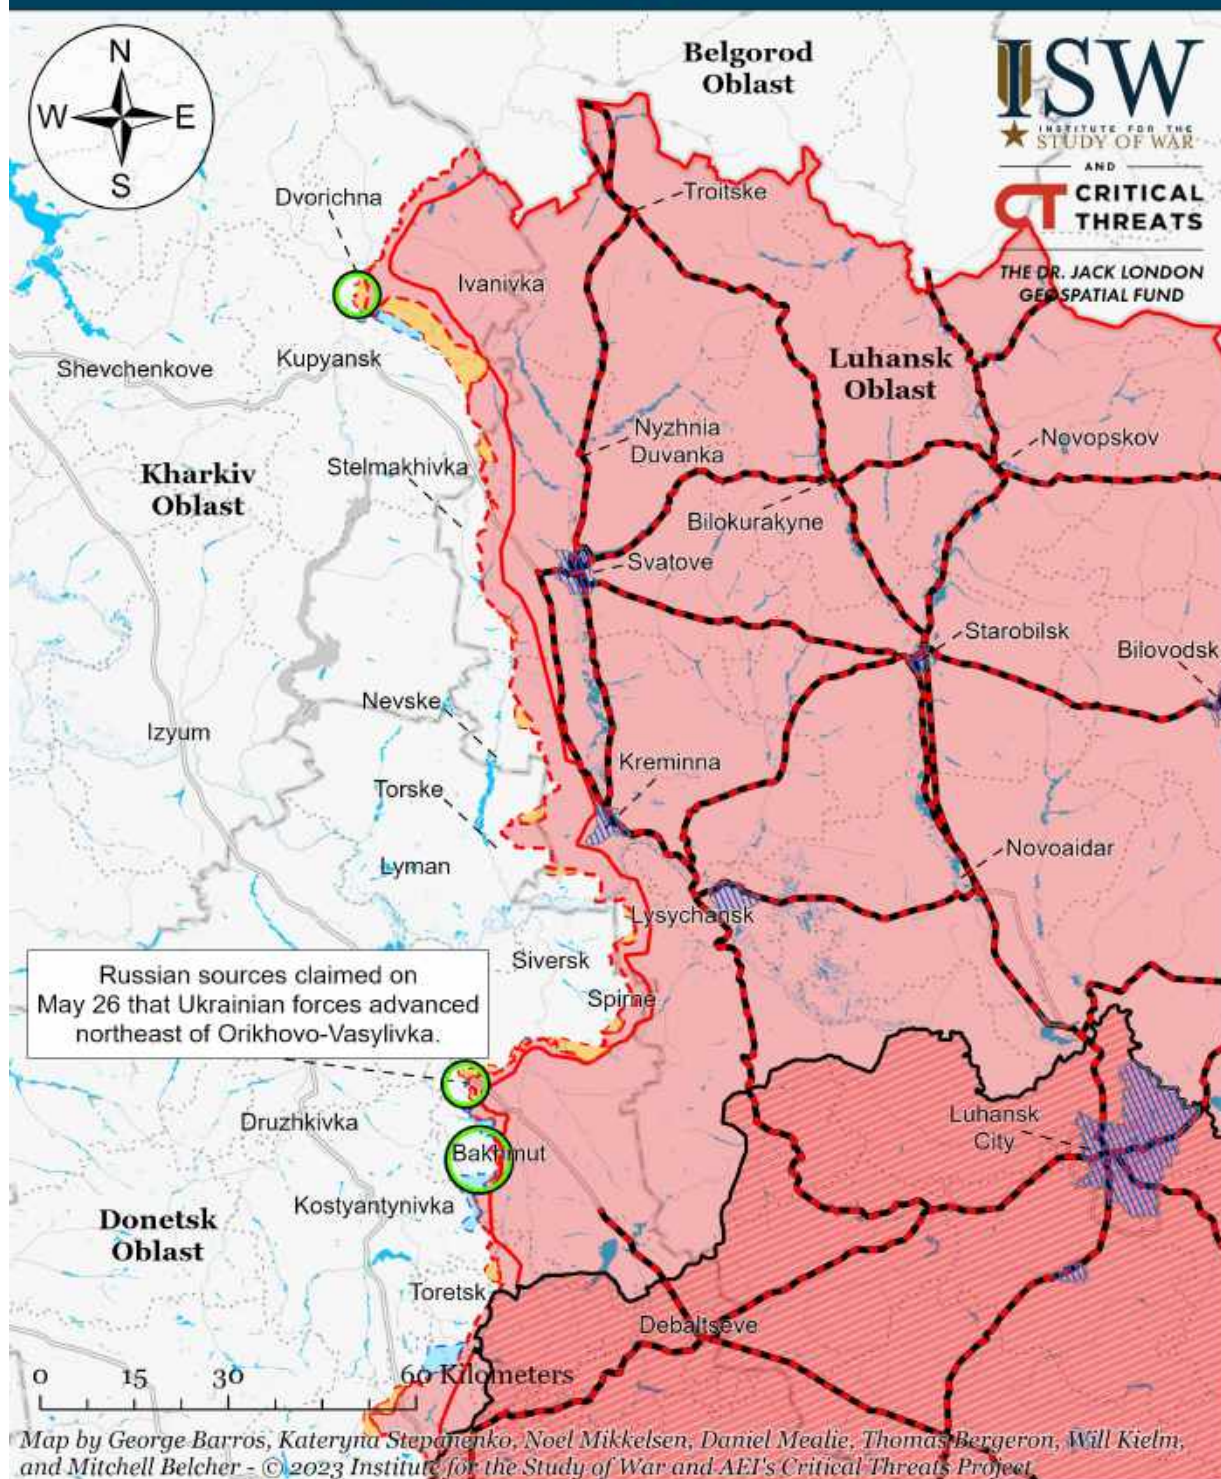 N
W E
S
Belgorod
Oblast
ISW
INSTITUTE FOR THE
STUDY OF WAR
AND
CT CRITICAL
THREATS
THE DR. JACK LONDON
GEOSPATIAL FUND
Dvorichna
Troitske
Ivanivka
Shevchenkove
Kupyansk
Luhansk
Oblast
Nyzhnia
Duvanka
Novopskov
Kharkiv
Oblast
Stelmakhivka
Bilokurakyne
Svatove
Starobilsk
Bilovodsk
Nevske
Izyum
Kreminna
Torske
Lyman
Novoaidar
Lysychansk
Siversk
Spirne
Russian sources claimed on
May 26 that Ukrainian forces advanced
northeast of Orikhovo-Vasylivka.
Druzhkivka
Luhansk
City
Bakhmut
Kostyantynivka
Donetsk
Oblast
Toretsk
Debaltseve
0 15 30 60 Kilometers
Map by George Barros, Kateryna Stepanenko, Noel Mikkelsen, Daniel Mealie, Thomas Bergeron, Will Kielm,
and Mitchell Belcher - © 2023 Institute for the Study of War and AEI's Critical Threats Project